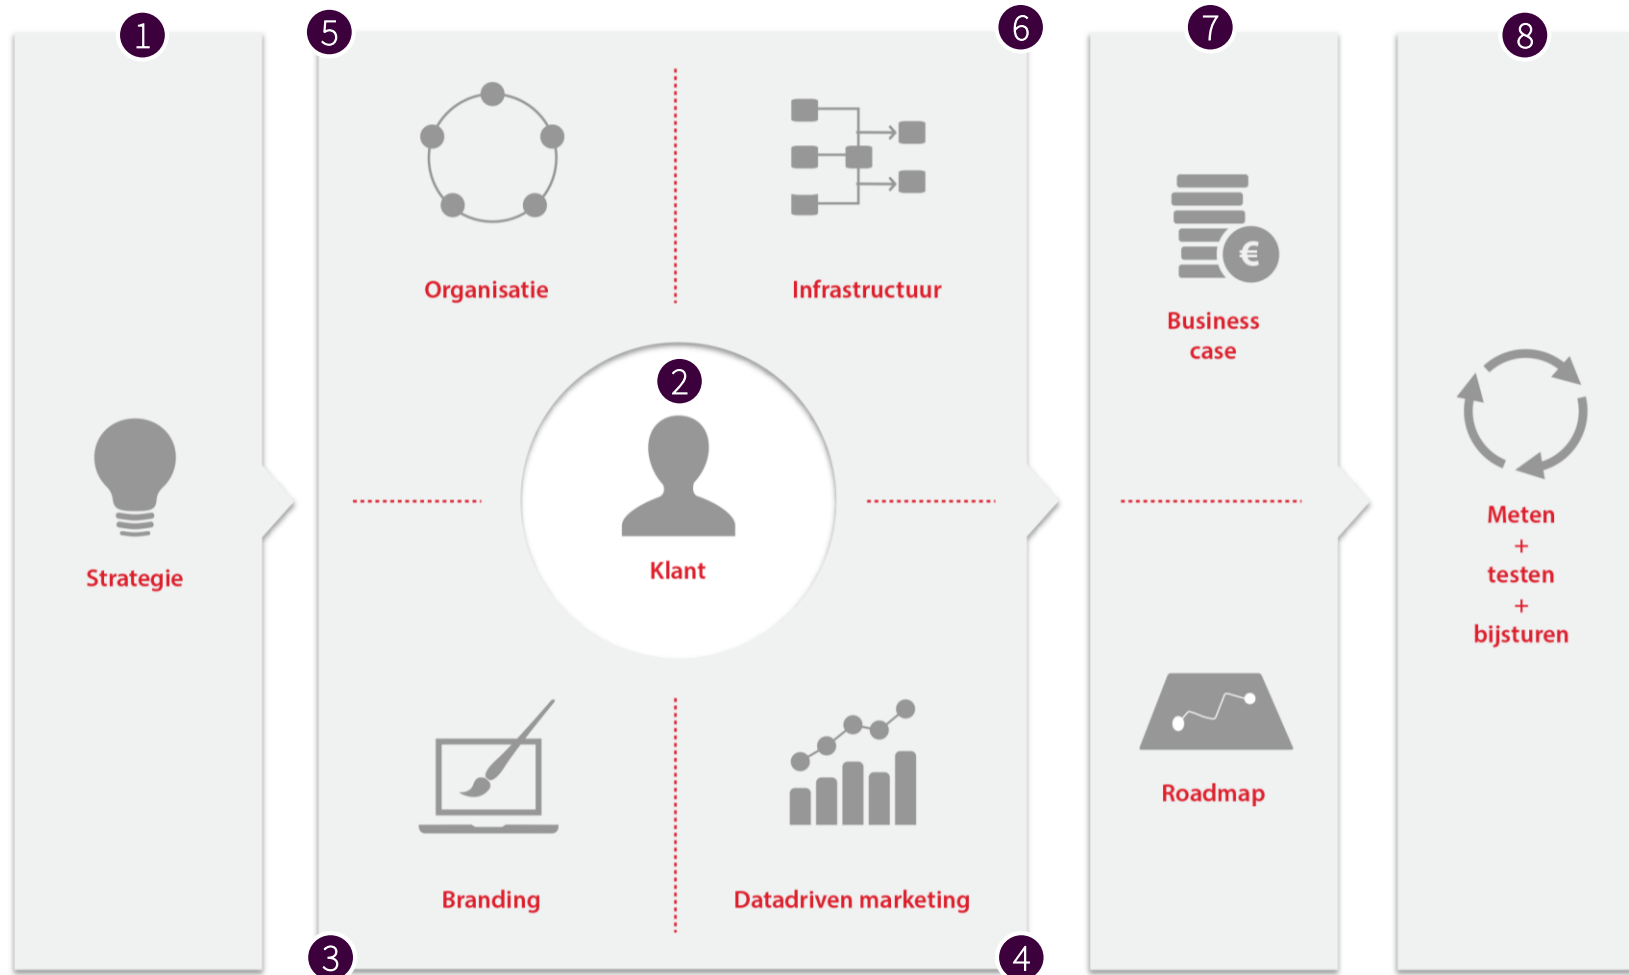 1
Strategie
5
6
Organisatie
Infrastructuur
2
Klant
Branding
Datadriven marketing
3
4
7
€
Business
case
Roadmap
8
Meten
+
testen
+
bijsturen